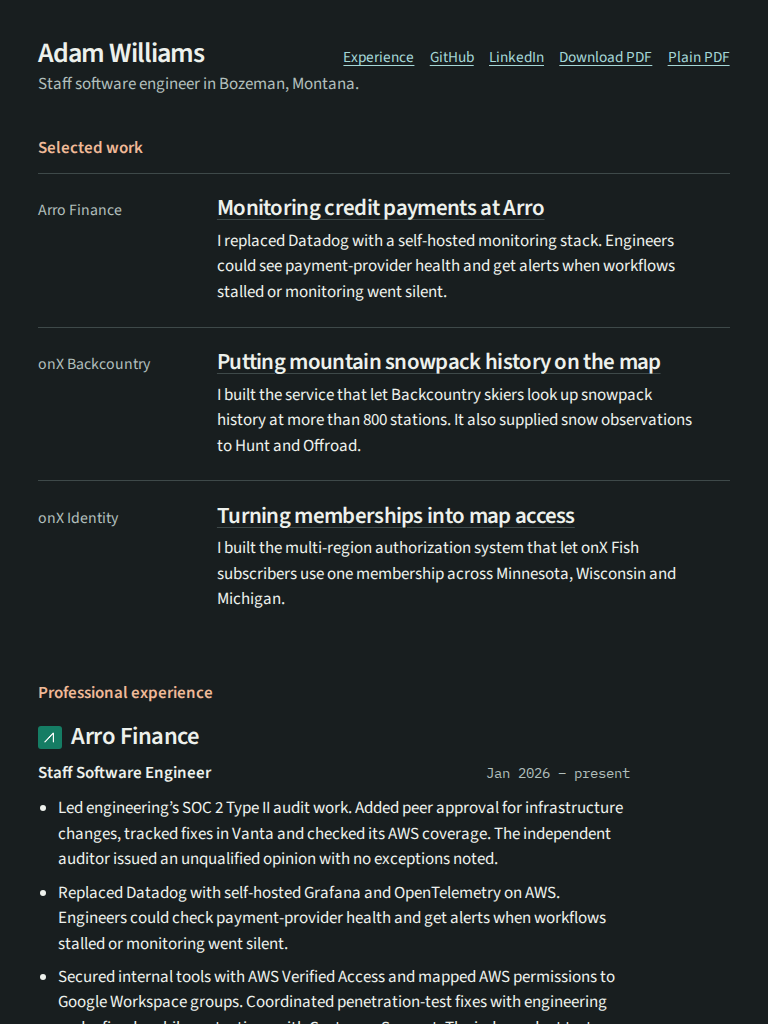 Adam Williams
Experience GitHub LinkedIn Download PDF Plain PDF
Staff software engineer in Bozeman, Montana.
Selected work
Arro Finance
Monitoring credit payments at Arro
I replaced Datadog with a self-hosted monitoring stack. Engineers
could see payment-provider health and get alerts when workflows
stalled or monitoring went silent.
onX Backcountry
Putting mountain snowpack history on the map
I built the service that let Backcountry skiers look up snowpack
history at more than 800 stations. It also supplied snow observations
to Hunt and Offroad.
onX Identity
Turning memberships into map access
I built the multi-region authorization system that let onX Fish
subscribers use one membership across Minnesota, Wisconsin and
Michigan.
Professional experience
Arro Finance
Staff Software Engineer
Jan 2026 – present
• Led engineering’s SOC 2 Type II audit work. Added peer approval for infrastructure
changes, tracked fixes in Vanta and checked its AWS coverage. The independent
auditor issued an unqualified opinion with no exceptions noted.
• Replaced Datadog with self-hosted Grafana and OpenTelemetry on AWS.
Engineers could check payment-provider health and get alerts when workflows
stalled or monitoring went silent.
• Secured internal tools with AWS Verified Access and mapped AWS permissions to
Google Workspace groups. Coordinated penetration-test fixes with engineering